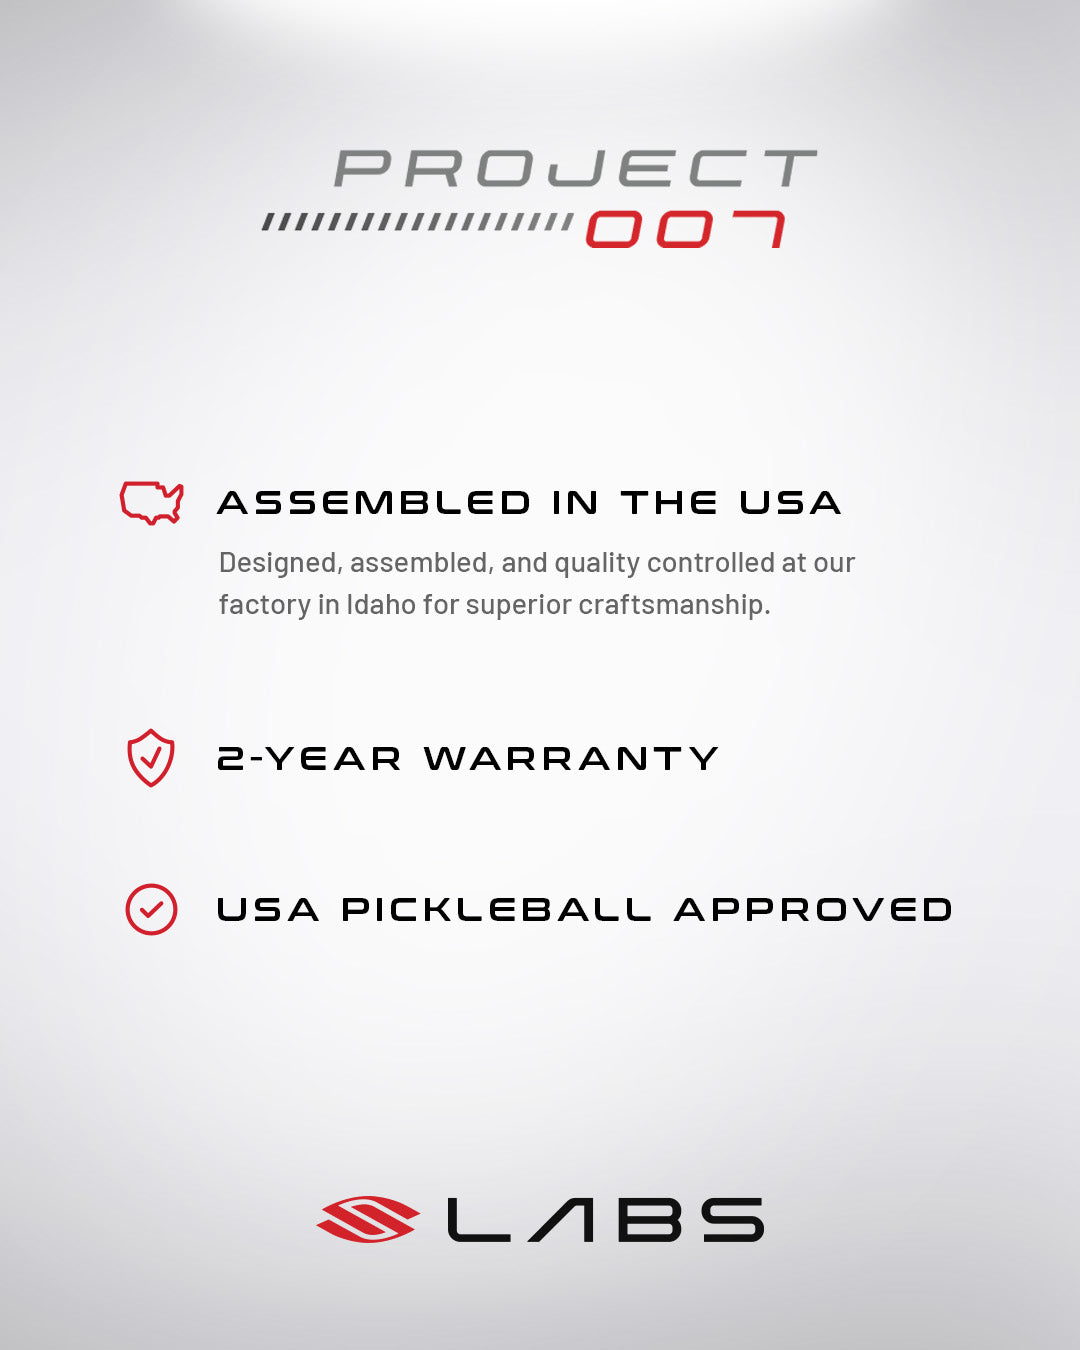 PROJECT
007
ASSEMBLED IN THE USA
Designed, assembled, and quality controlled at our
factory in Idaho for superior craftsmanship.
2-YEAR WARRANTY
USA PICKLEBALL APPROVED
LABS